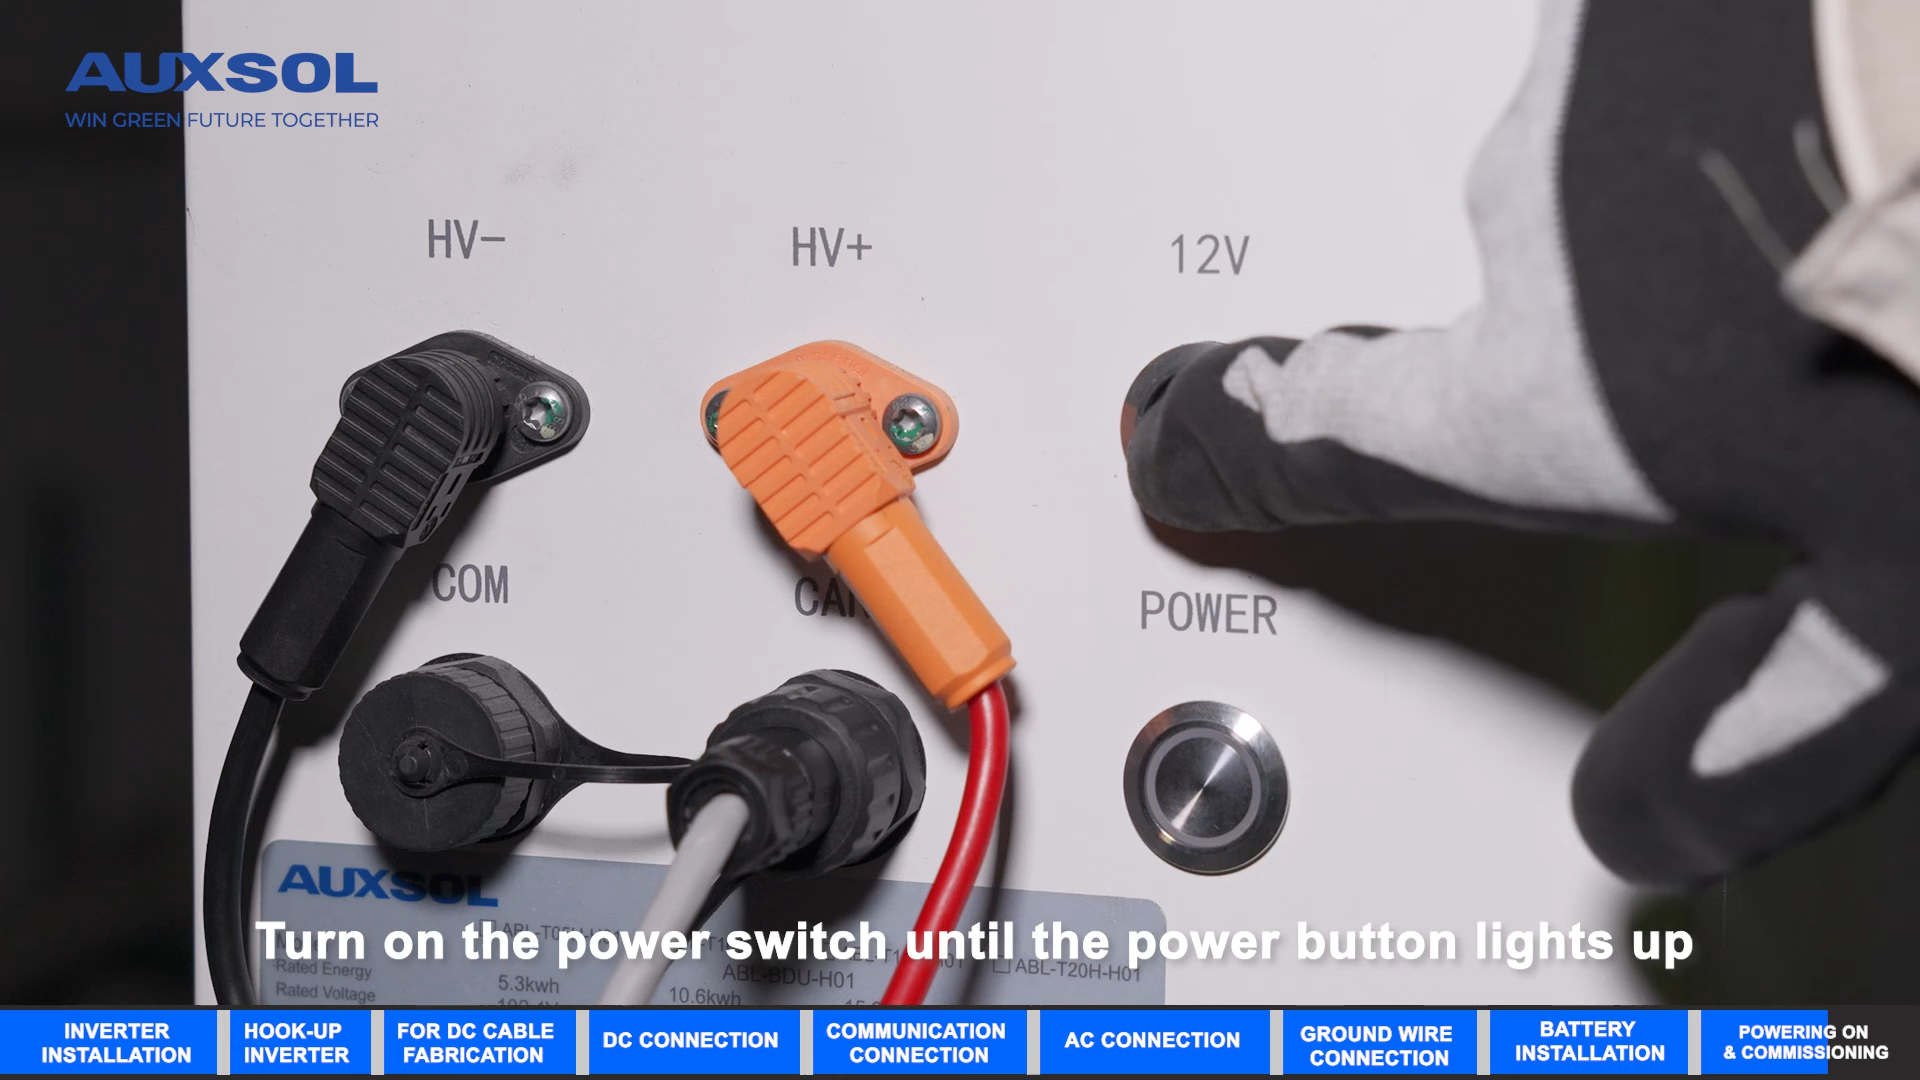 AUXSOL
WIN GREEN FUTURE TOGETHER
HV-
HV+
12V
COM
CAN
POWER
AUXSOL
Turn on the power switch until the power button lights up
ABL-BDU-H01
ABL-T20H-H01
Rated Energy
5.3kwh
10.6kwh
Rated Voltage
INVERTER
INSTALLATION
HOOK-UP
INVERTER
FOR DC CABLE
FABRICATION
DC CONNECTION
COMMUNICATION
CONNECTION
AC CONNECTION
GROUND WIRE
CONNECTION
BATTERY
INSTALLATION
POWERING ON
& COMMISSIONING